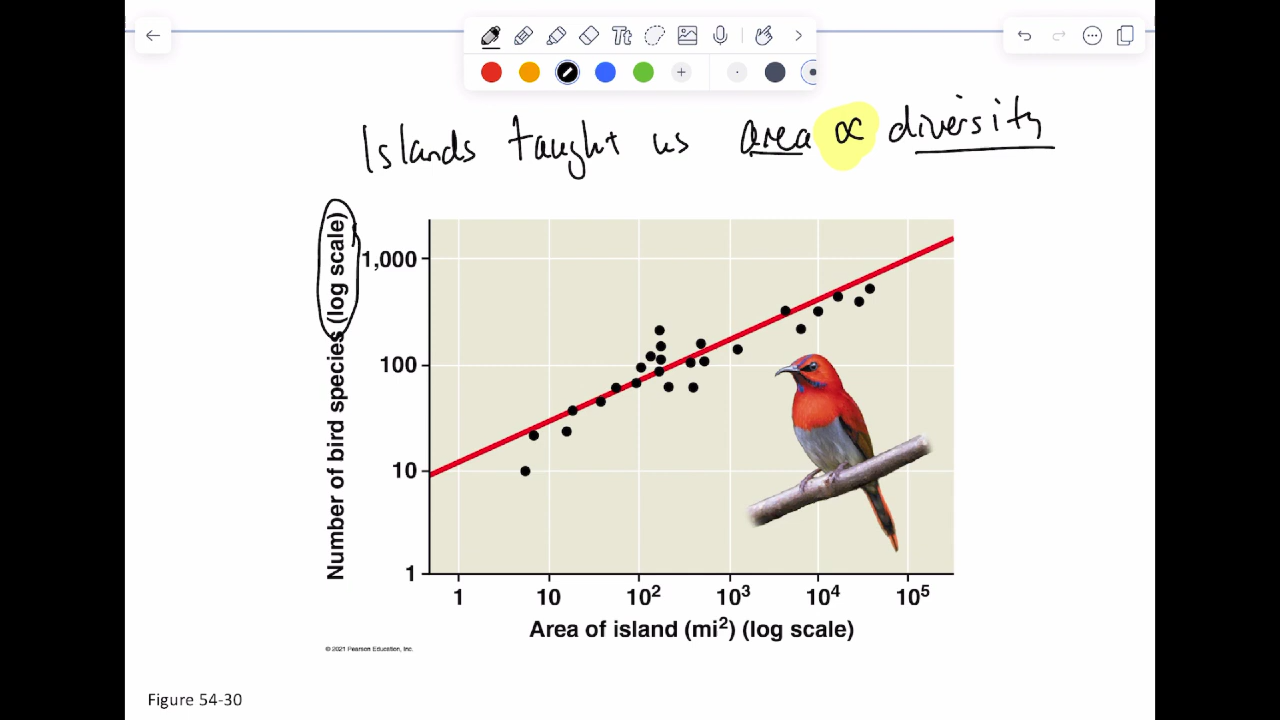 Tt
Islands taught us area ∝ diversity
Number of bird species (log scale)
1,000
100
10
1
1 10 10² 10³ 10⁴ 10⁵
Area of island (mi²) (log scale)
© 2021 Pearson Education, Inc.
Figure 54-30